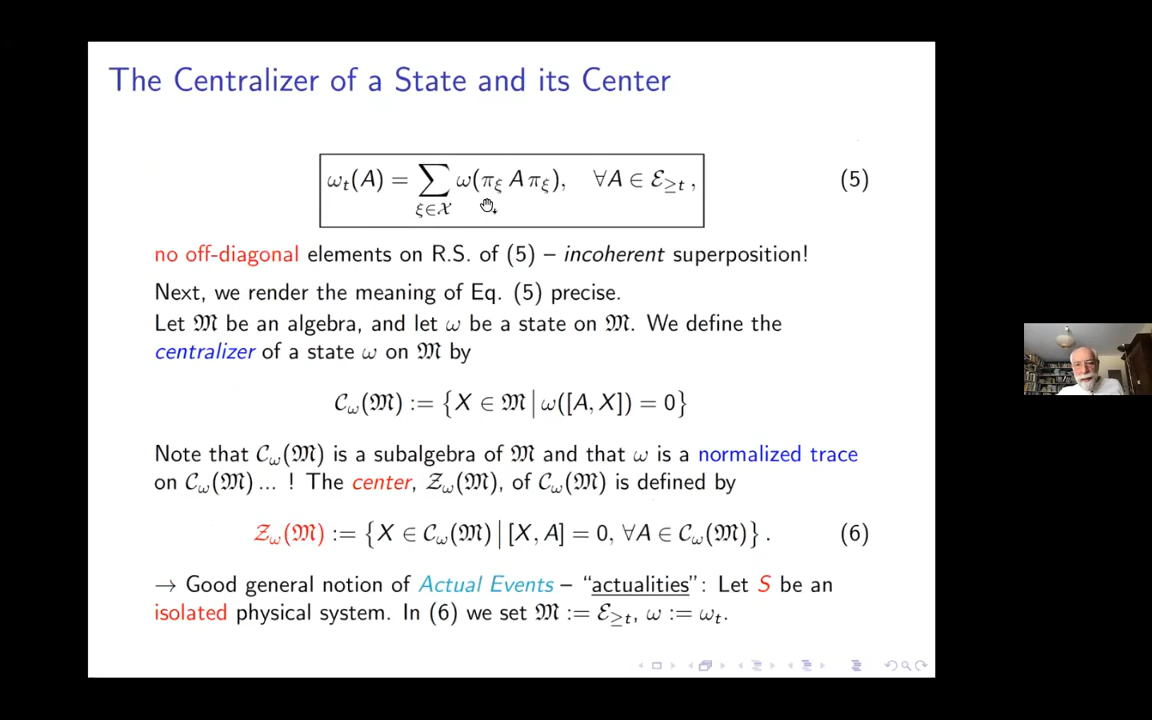 The Centralizer of a State and its Center
ωₜ(A) = ∑_{ξ∈𝒳} ω(π_ξ A π_ξ), ∀A ∈ ℰ_{≥t} , (5)
no off-diagonal elements on R.S. of (5) – incoherent superposition!
Next, we render the meaning of Eq. (5) precise.
Let 𝔐 be an algebra, and let ω be a state on 𝔐. We define the
centralizer of a state ω on 𝔐 by
𝒞_ω(𝔐) := {X ∈ 𝔐 | ω([A, X]) = 0}
Note that 𝒞_ω(𝔐) is a subalgebra of 𝔐 and that ω is a normalized trace
on 𝒞_ω(𝔐) ... ! The center, 𝒵_ω(𝔐), of 𝒞_ω(𝔐) is defined by
𝒵_ω(𝔐) := {X ∈ 𝒞_ω(𝔐) | [X, A] = 0, ∀A ∈ 𝒞_ω(𝔐)} . (6)
→ Good general notion of Actual Events – “actualities”: Let S be an
isolated physical system. In (6) we set 𝔐 := ℰ_{≥t}, ω := ωₜ.